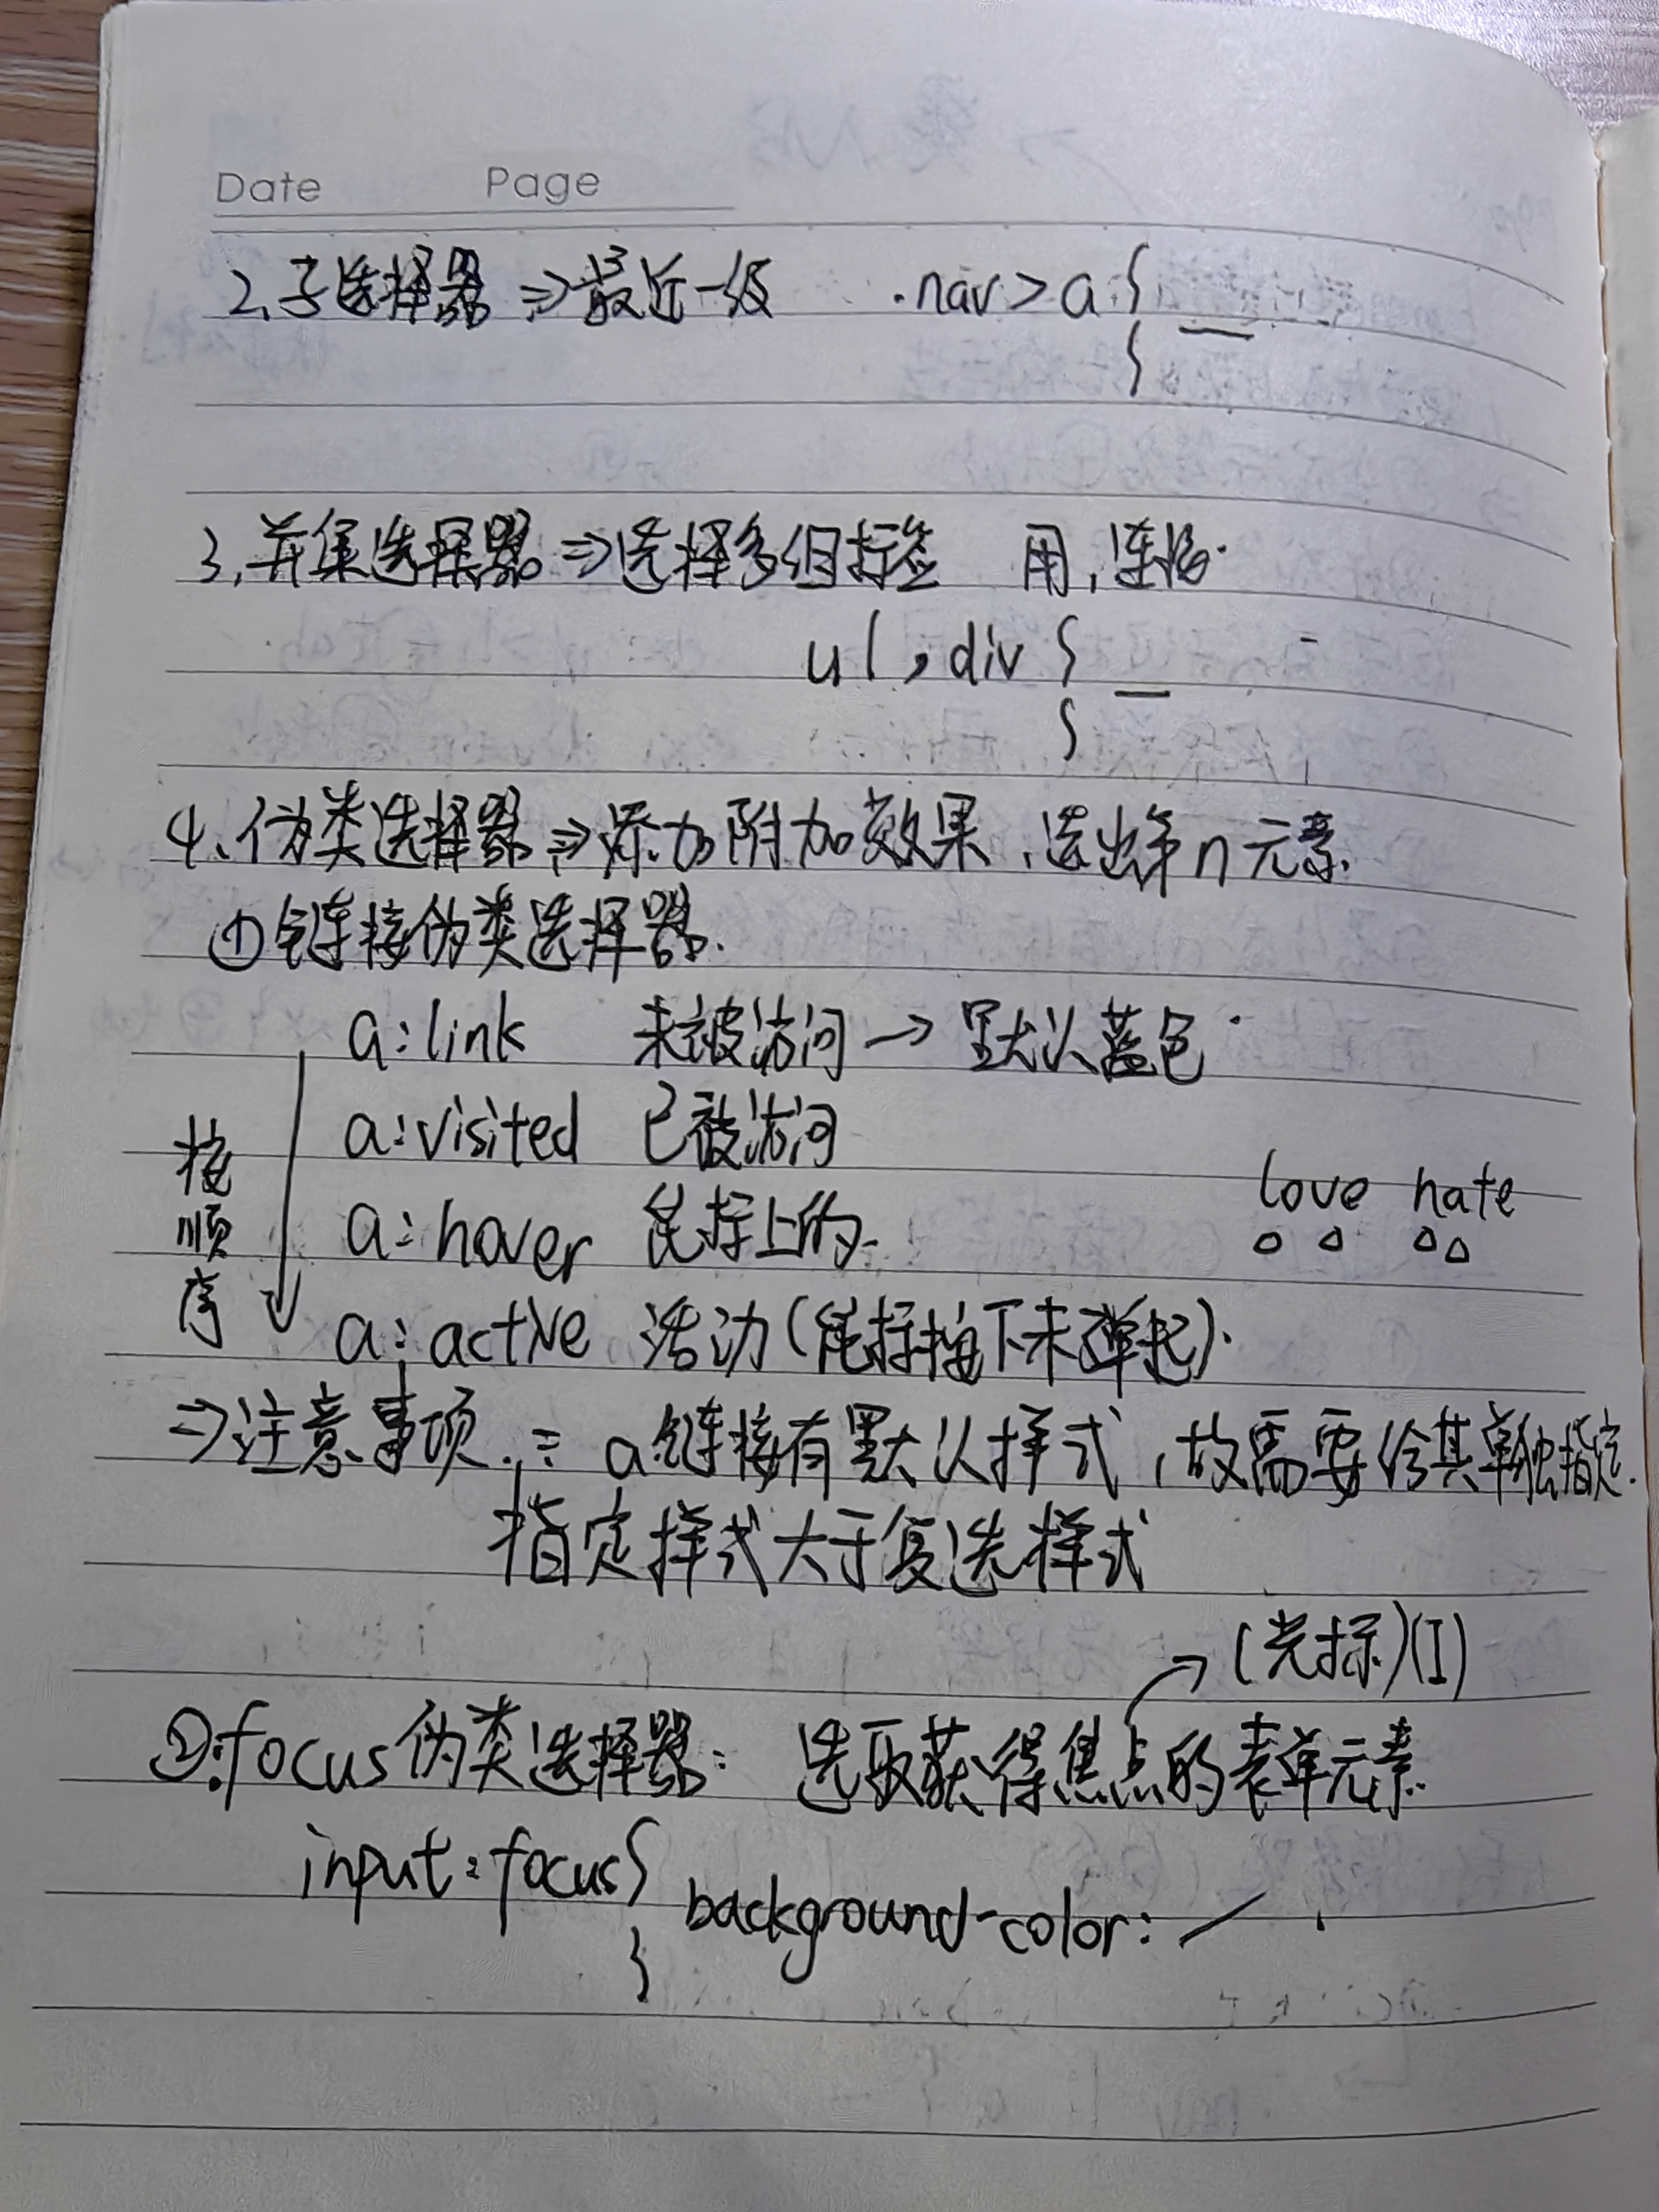 Date Page
2、子选择器 ⇒ 最近一级 .nav > a {
}
3、并集选择器 ⇒ 选择多组标签 用，连接.
ul , div {
}
4、伪类选择器 ⇒ 添加附加效果、选出第n元素.
①链接伪类选择器.
a:link 未被访问 → 默认蓝色
a:visited 已被访问
love hate
按顺序
a:hover 鼠标上的.
a:active 活动(鼠标按下未弹起).
⇒注意事项: a链接有默认样式，故需要给其单独指定.
指定样式大于复选样式
→ (光标)(I)
②:focus伪类选择器: 选取获得焦点的表单元素.
input:focus{
background-color:
}